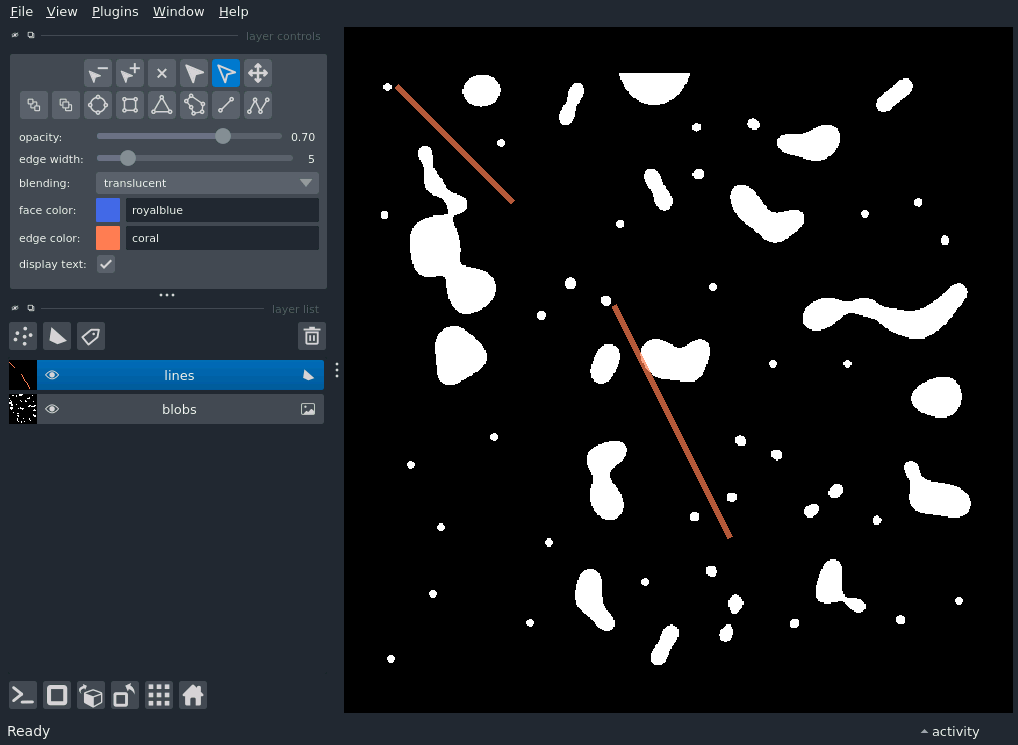 File View Plugins Window Help
layer controls
opacity: 0.70
edge width: 5
blending: translucent
face color: royalblue
edge color: coral
display text:
layer list
lines
blobs
Ready
activity